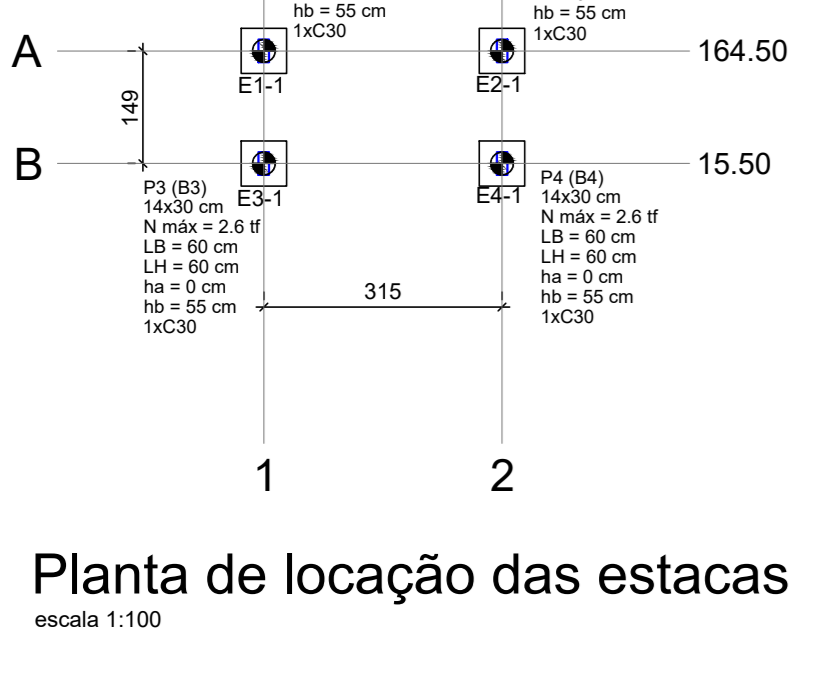 hb = 55 cm
1xC30
hb = 55 cm
1xC30
A
164.50
E1-1
E2-1
149
B
15.50
E3-1
E4-1
P3 (B3)
14x30 cm
N máx = 2.6 tf
LB = 60 cm
LH = 60 cm
ha = 0 cm
hb = 55 cm
1xC30
P4 (B4)
14x30 cm
N máx = 2.6 tf
LB = 60 cm
LH = 60 cm
ha = 0 cm
hb = 55 cm
1xC30
315
1
2
Planta de locação das estacas
escala 1:100